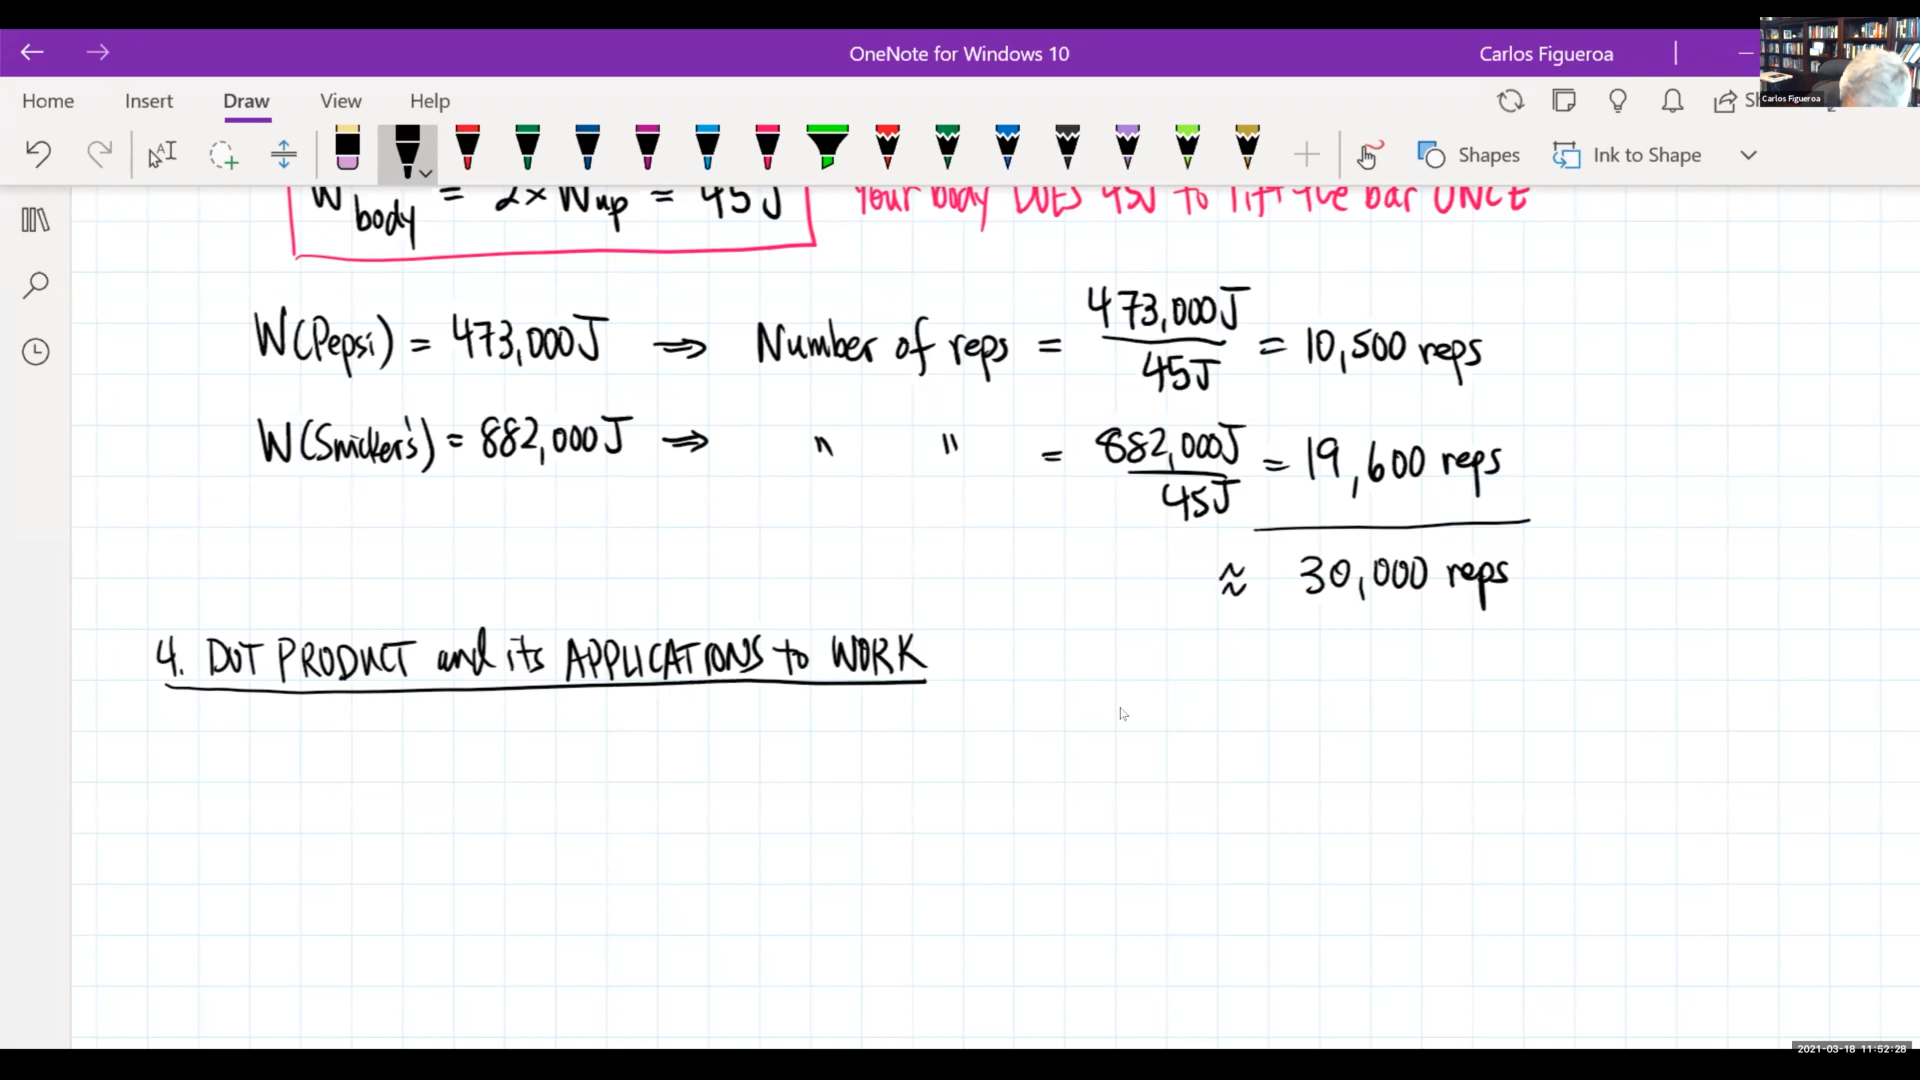 OneNote for Windows 10
Carlos Figueroa
Carlos Figueroa
Home Insert Draw View Help
Shapes Ink to Shape
W body = 2 × Wup = 45 J Your body DOES 45J to lift the bar ONCE
W(Pepsi) = 473,000J ⇒ Number of reps = 473,000J / 45J = 10,500 reps
W(Snicker's) = 882,000J ⇒ " " = 882,000J / 45J = 19,600 reps
≈ 30,000 reps
4. DOT PRODUCT and its APPLICATIONS to WORK
2021-03-18 11:52:28